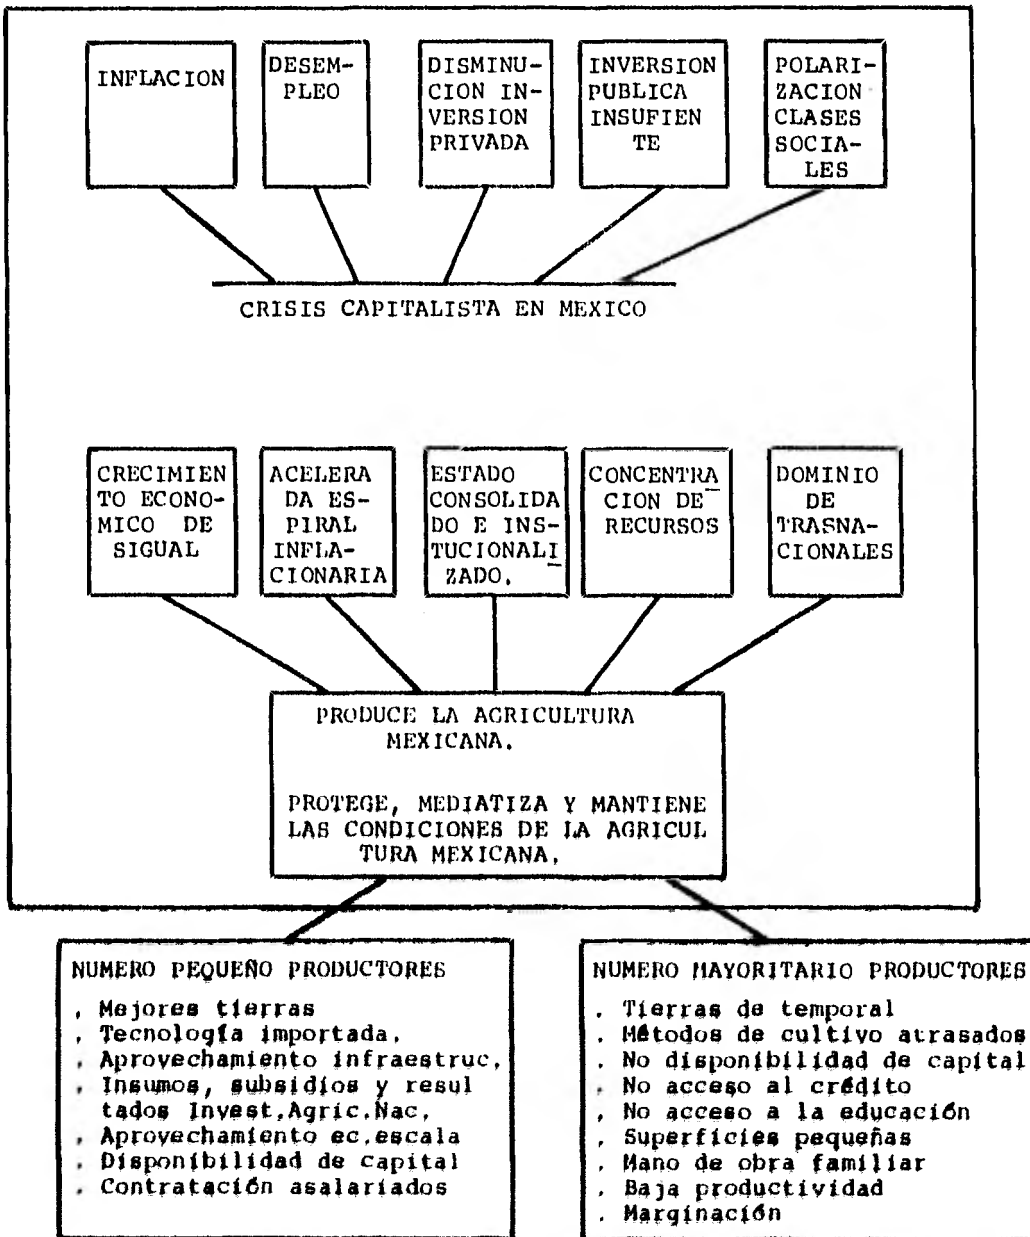 INFLACION
DESEM-
PLEO
DISMINU-
CION IN-
VERSION
PRIVADA
INVERSION
PUBLICA
INSUFIEN
TE
POLARI-
ZACION
CLASES
SOCIA-
LES
CRISIS CAPITALISTA EN MEXICO
CRECIMIEN
TO ECONO-
MICO DE
SIGUAL
ACELERA
DA ES-
PIRAL
INFLA-
CIONARIA
ESTADO
CONSOLIDA
DO E INS-
TUCIONALI
ZADO.
CONCENTRA
CION DE
RECURSOS
DOMINIO
DE
TRASNA-
CIONALES
PRODUCE LA AGRICULTURA
MEXICANA.
PROTEGE, MEDIATIZA Y MANTIENE
LAS CONDICIONES DE LA AGRICUL
TURA MEXICANA.
NUMERO PEQUEÑO PRODUCTORES
. Mejores tierras
. Tecnología importada.
. Aprovechamiento infraestruc.
. Insumos, subsidios y resul
tados Invest.Agric.Nac.
. Aprovechamiento ec.escala
. Disponibilidad de capital
. Contratación asalariados
NUMERO MAYORITARIO PRODUCTORES
. Tierras de temporal
. Métodos de cultivo atrasados
. No disponibilidad de capital
. No acceso al crédito
. No acceso a la educación
. Superficies pequeñas
. Mano de obra familiar
. Baja productividad
. Marginación